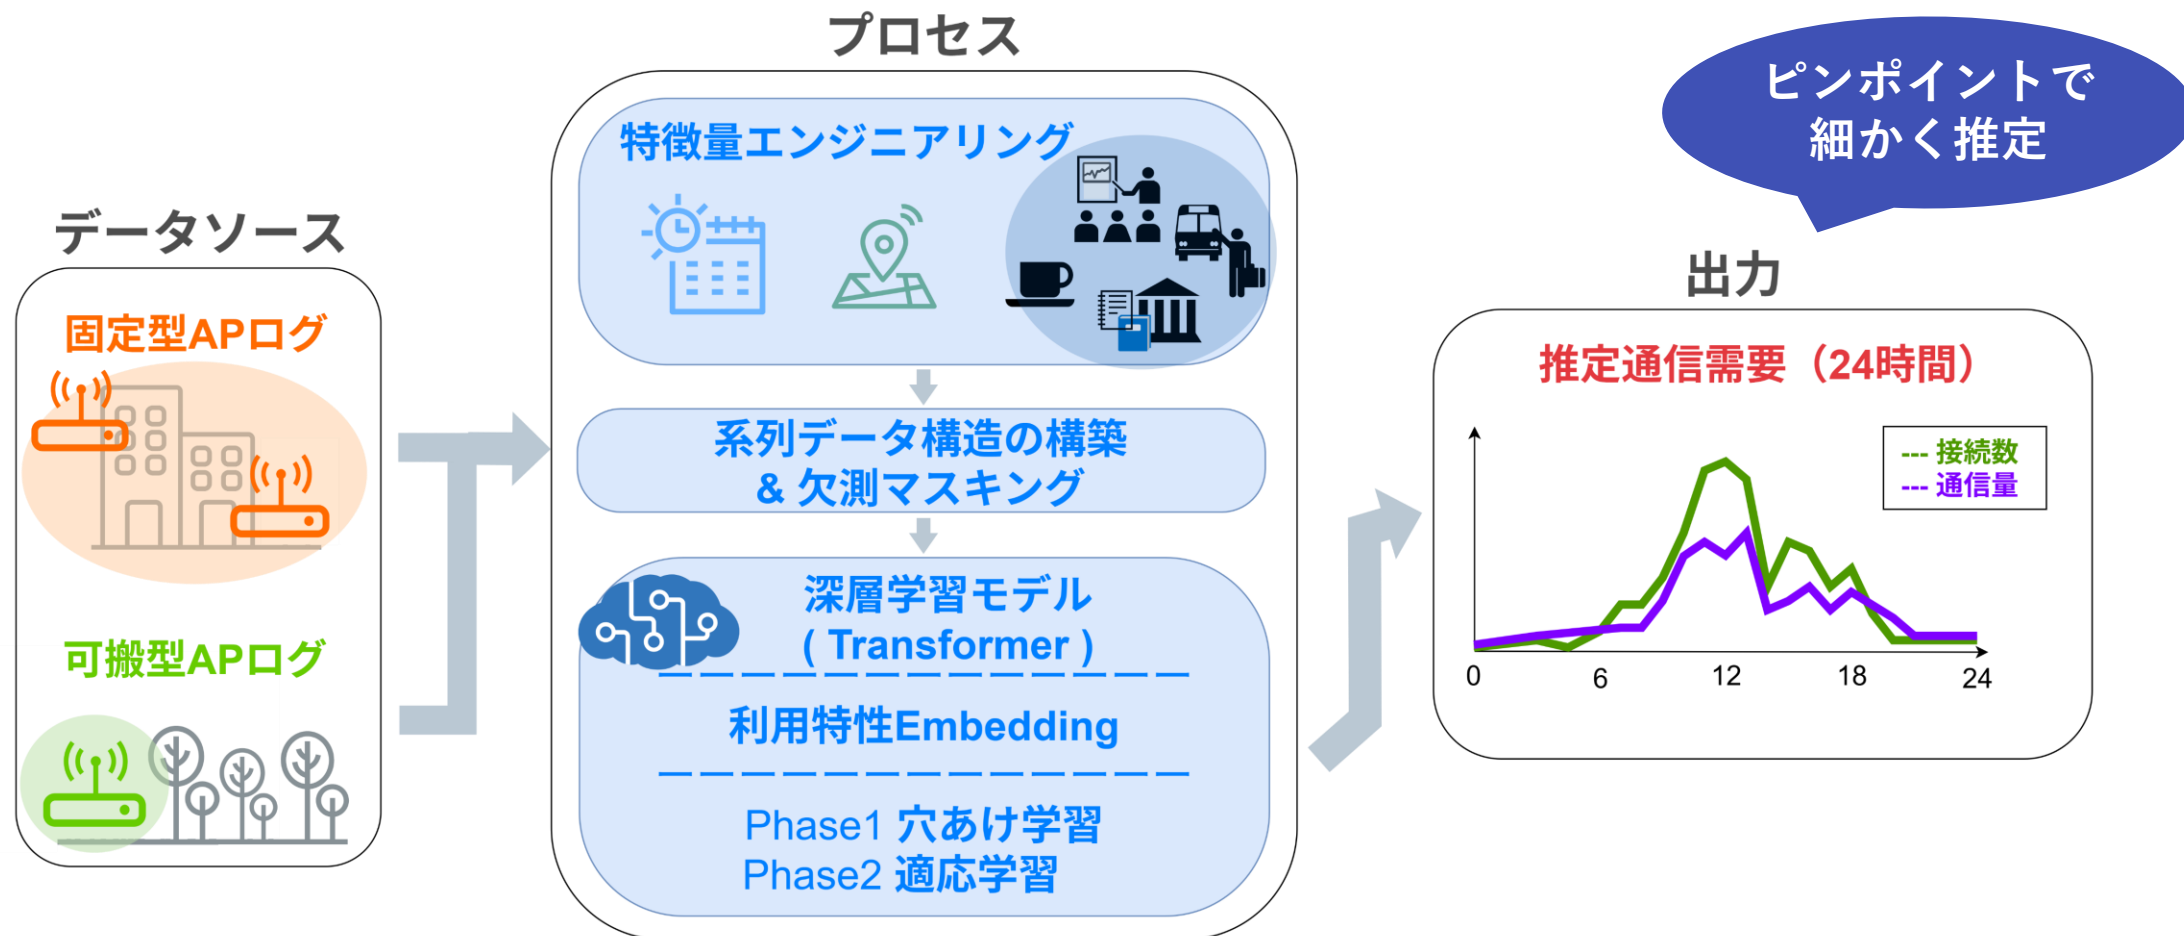 データソース
固定型APログ
可搬型APログ
プロセス
特徴量エンジニアリング
系列データ構造の構築
& 欠測マスキング
深層学習モデル
( Transformer )
利用特性Embedding
Phase1 穴あけ学習
Phase2 適応学習
ピンポイントで
細かく推定
出力
推定通信需要（24時間）
--- 接続数
--- 通信量
0 6 12 18 24